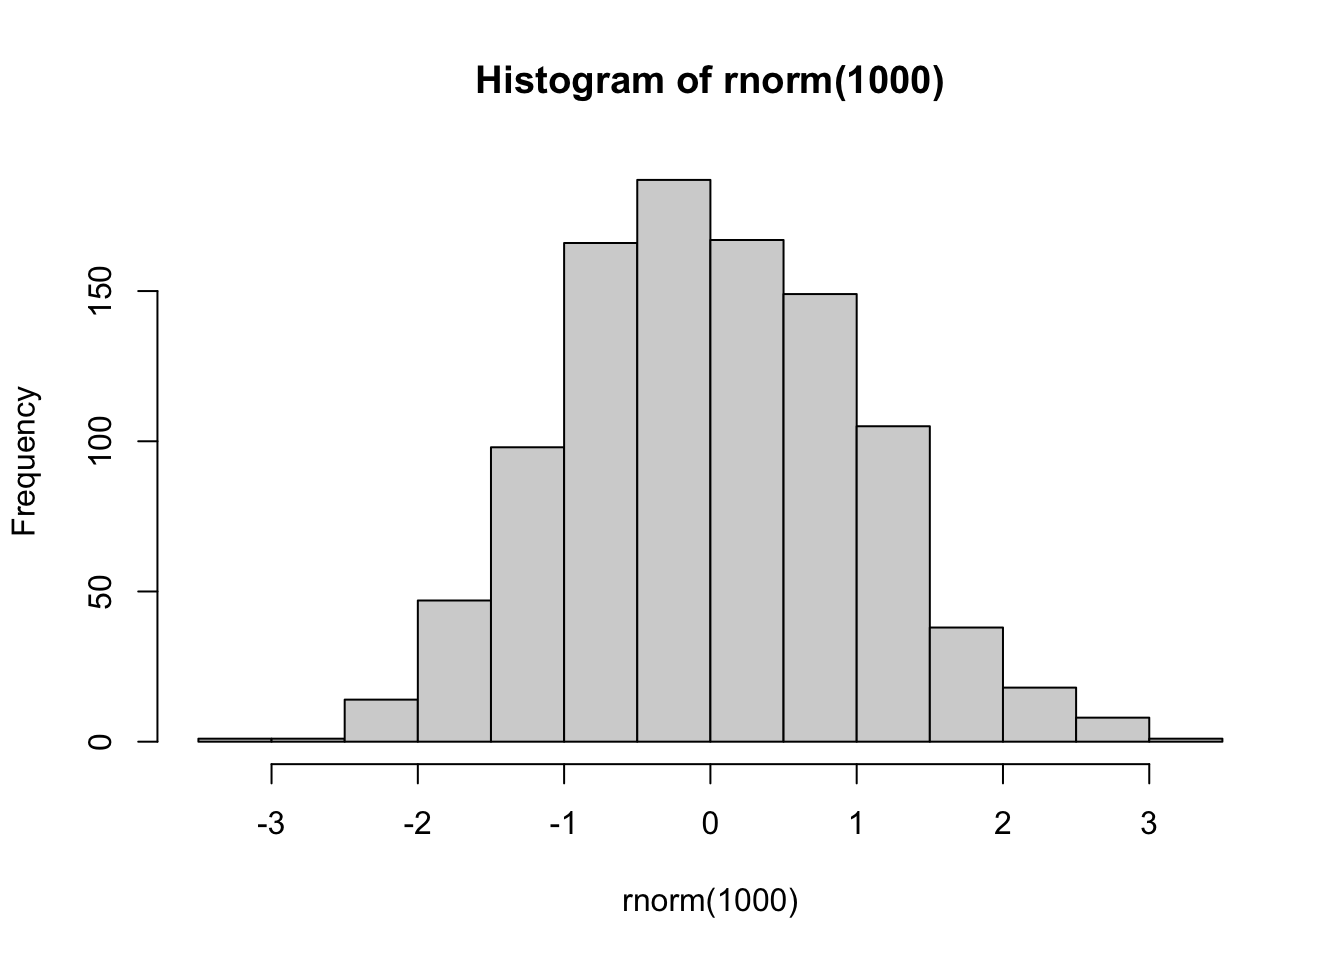 Histogram of rnorm(1000)
Frequency
150
100
50
0
-3 -2 -1 0 1 2 3
rnorm(1000)